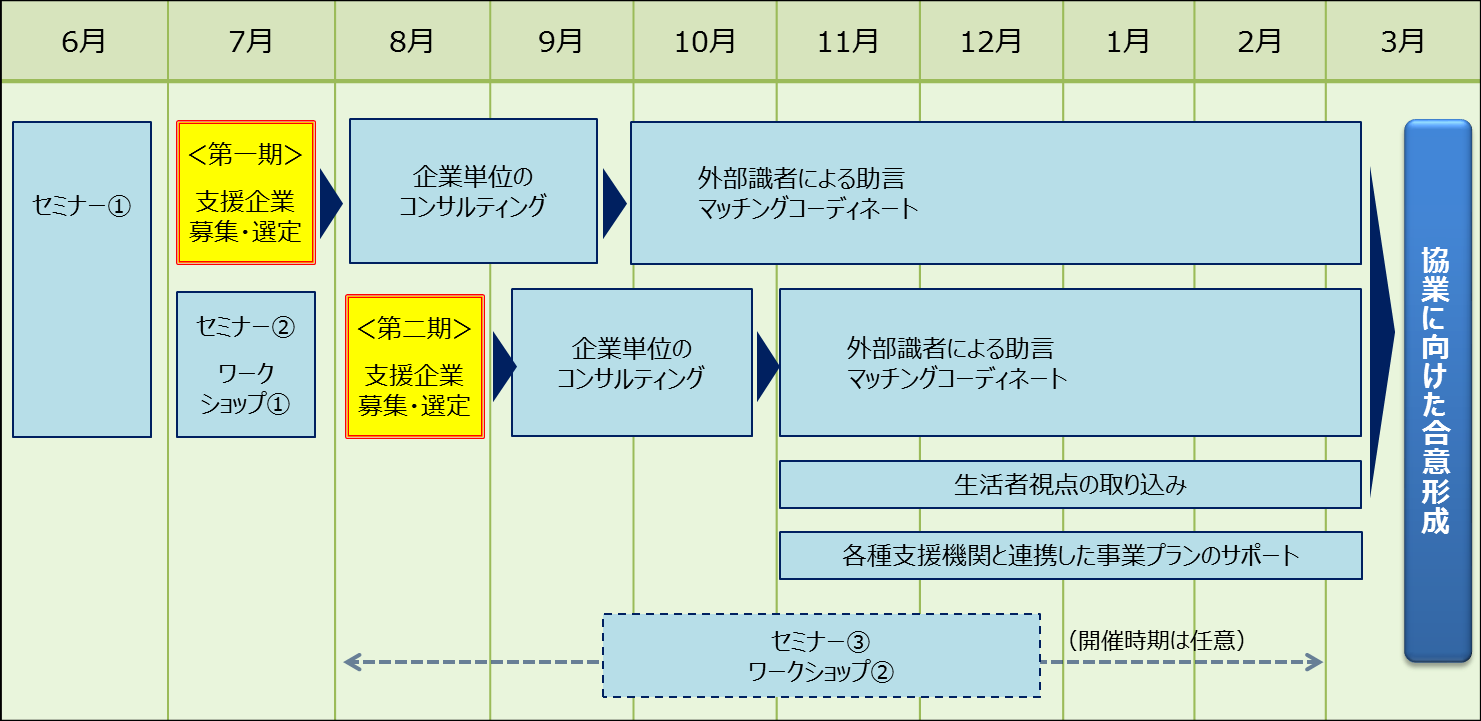 6月
7月
8月
9月
10月
11月
12月
1月
2月
3月
セミナー①
＜第一期＞
支援企業
募集・選定
企業単位の
コンサルティング
外部識者による助言
マッチングコーディネート
セミナー②
ワーク
ショップ①
＜第二期＞
支援企業
募集・選定
企業単位の
コンサルティング
外部識者による助言
マッチングコーディネート
生活者視点の取り込み
各種支援機関と連携した事業プランのサポート
セミナー③
ワークショップ②
（開催時期は任意）
協業に向けた合意形成